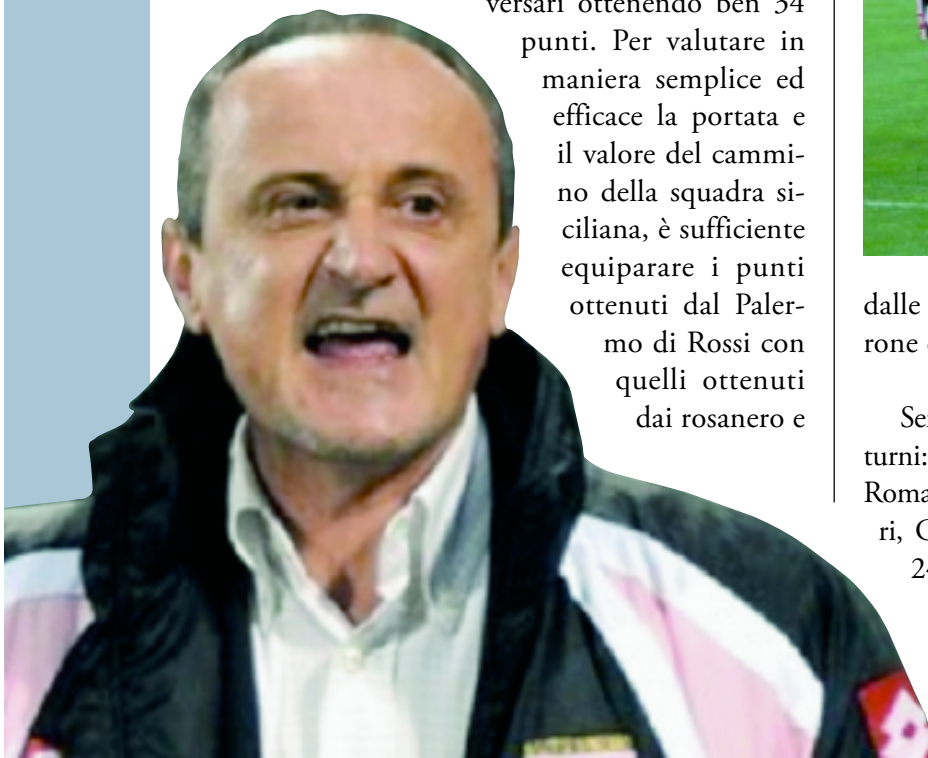 versari ottenendo ben 34
punti. Per valutare in
maniera semplice ed
efficace la portata e
il valore del cammi-
no della squadra si-
ciliana, è sufficiente
equiparare i punti
ottenuti dal Paler-
mo di Rossi con
quelli ottenuti
dai rosanero e
dalle
rone
turni:
Roma
ri,